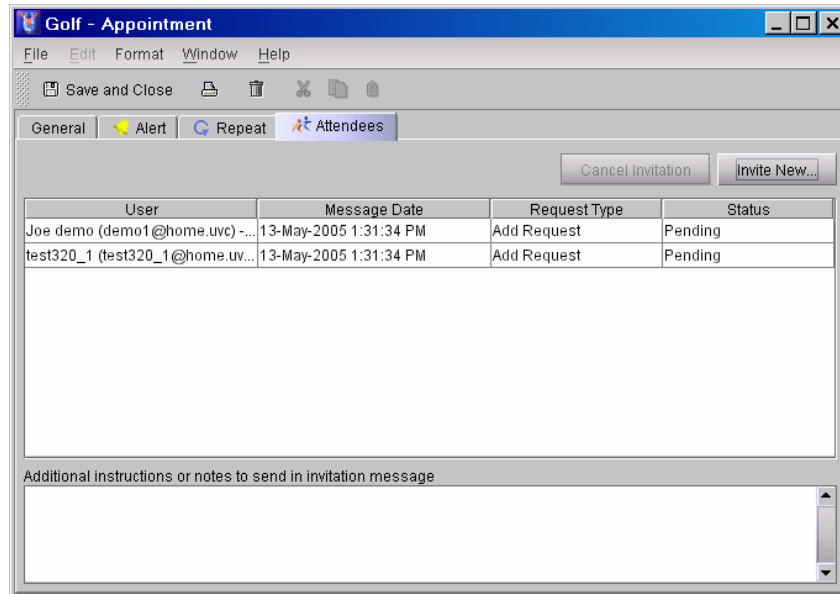 Golf - Appointment
File Edit Format Window Help
Save and Close
General Alert Repeat Attendees
Cancel Invitation Invite New...
User Message Date Request Type Status
Joe demo (demo1@home.uvc) -... 13-May-2005 1:31:34 PM Add Request Pending
test320_1 (test320_1@home.uv... 13-May-2005 1:31:34 PM Add Request Pending
Additional instructions or notes to send in invitation message